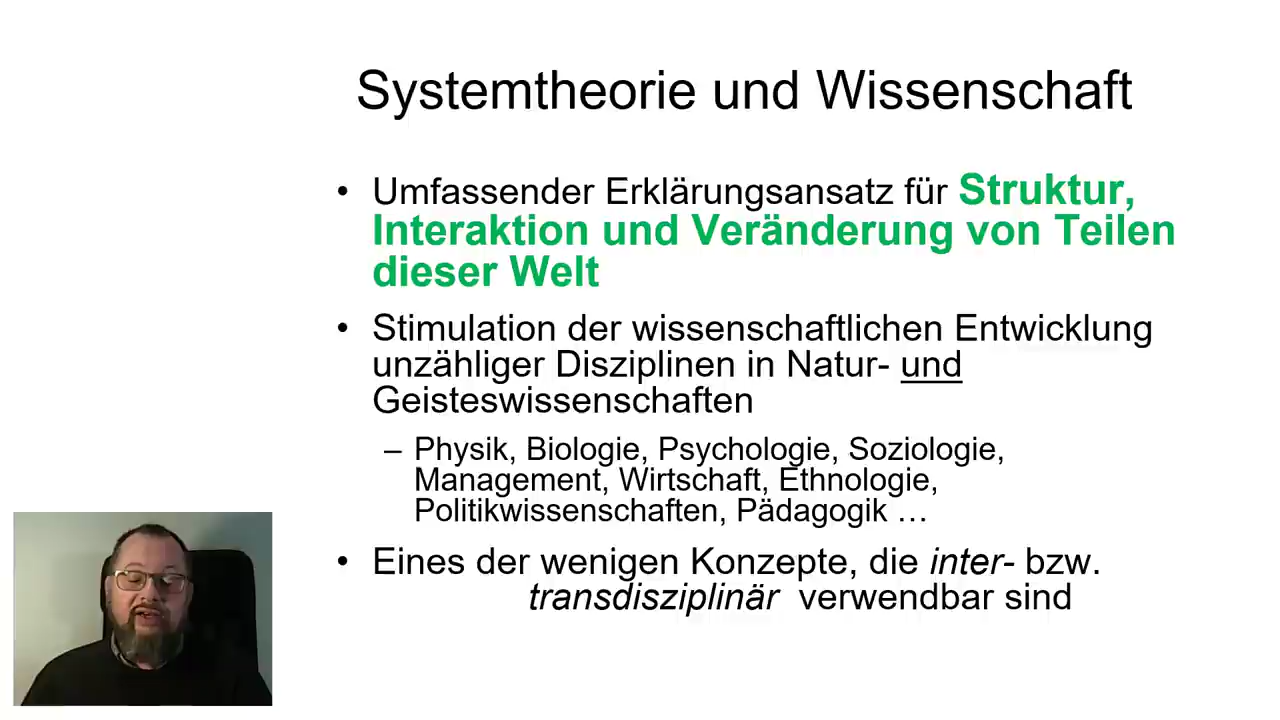 Systemtheorie und Wissenschaft
• Umfassender Erklärungsansatz für Struktur,
Interaktion und Veränderung von Teilen
dieser Welt
• Stimulation der wissenschaftlichen Entwicklung
unzähliger Disziplinen in Natur- und
Geisteswissenschaften
– Physik, Biologie, Psychologie, Soziologie,
Management, Wirtschaft, Ethnologie,
Politikwissenschaften, Pädagogik …
• Eines der wenigen Konzepte, die inter- bzw.
transdisziplinär verwendbar sind